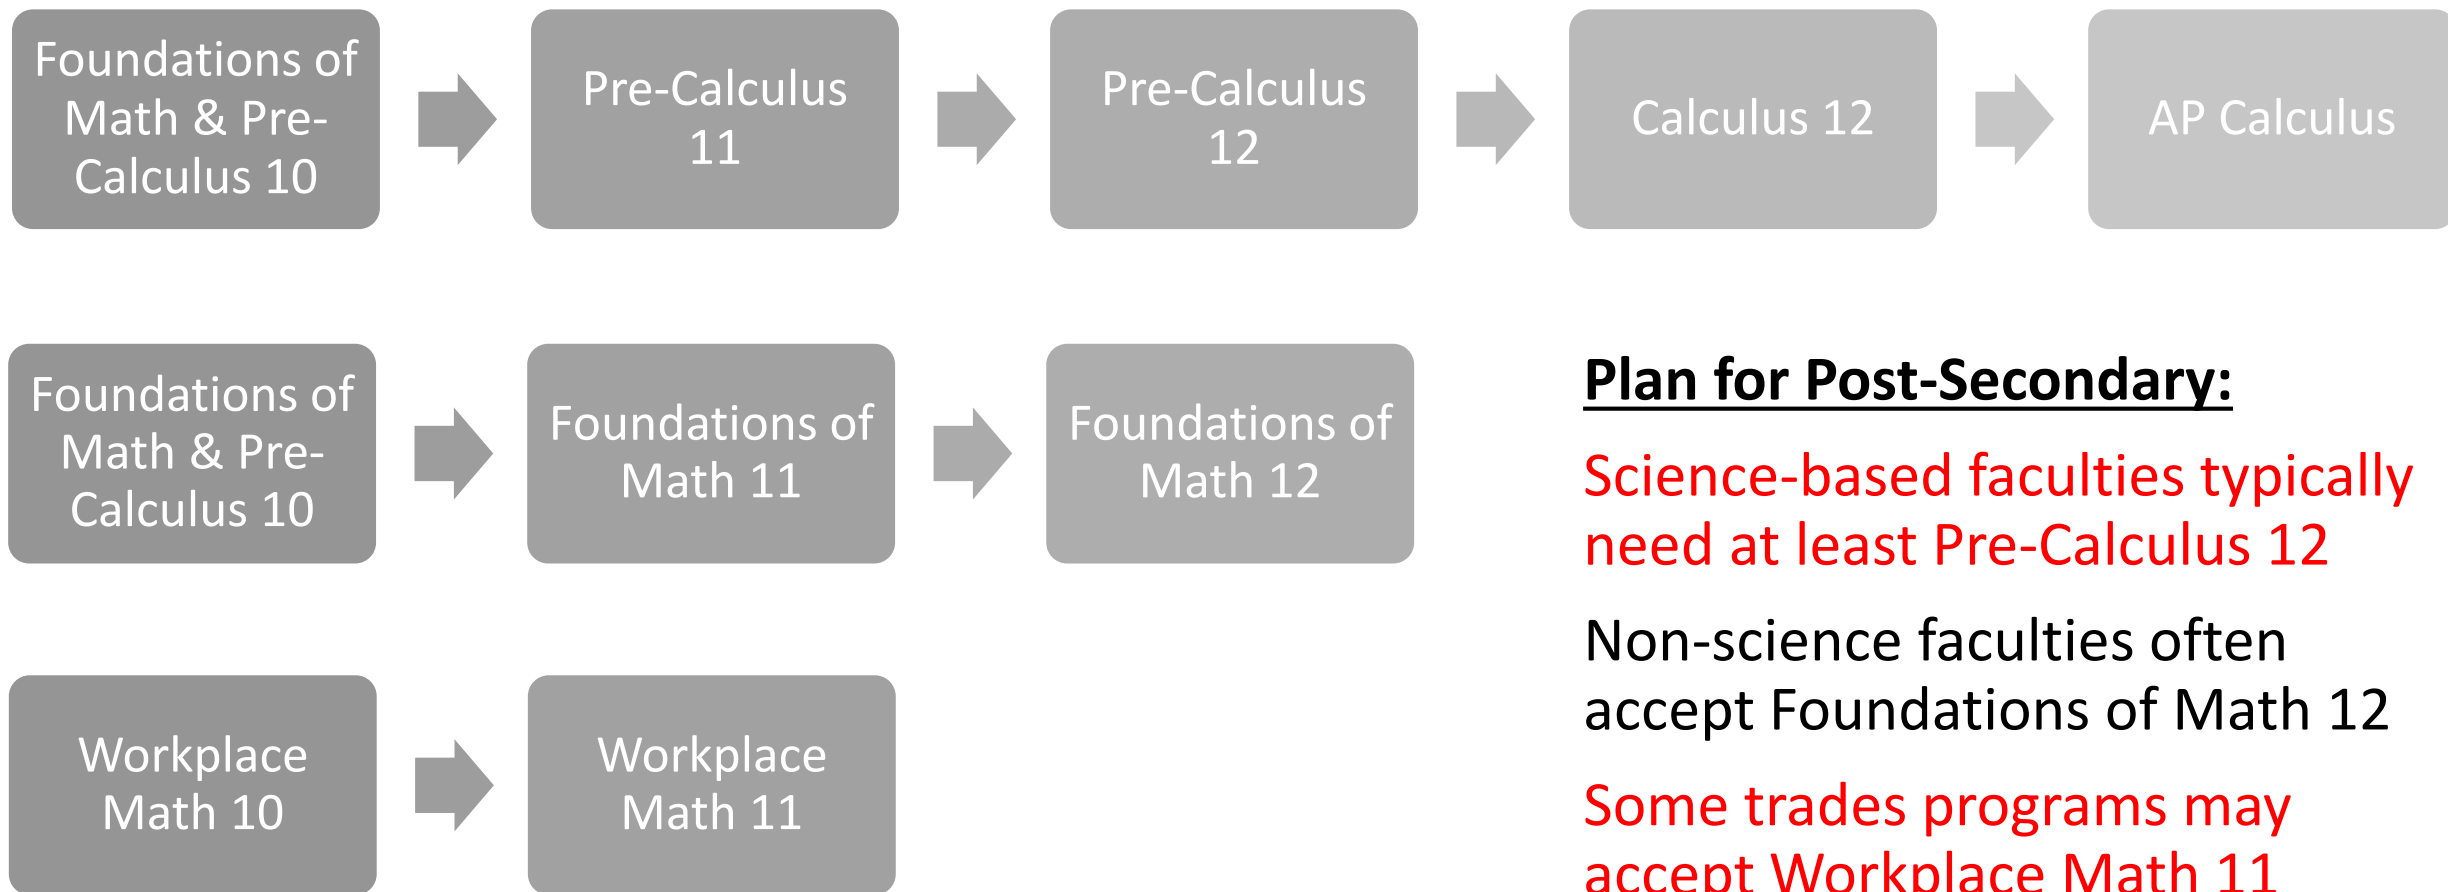 Foundations of
Math & Pre-
Calculus 10
Pre-Calculus
11
Pre-Calculus
12
Calculus 12
AP Calculus
Foundations of
Math & Pre-
Calculus 10
Foundations of
Math 11
Foundations of
Math 12
Workplace
Math 10
Workplace
Math 11
Plan for Post-Secondary:
Science-based faculties typically
need at least Pre-Calculus 12
Non-science faculties often
accept Foundations of Math 12
Some trades programs may
accept Workplace Math 11